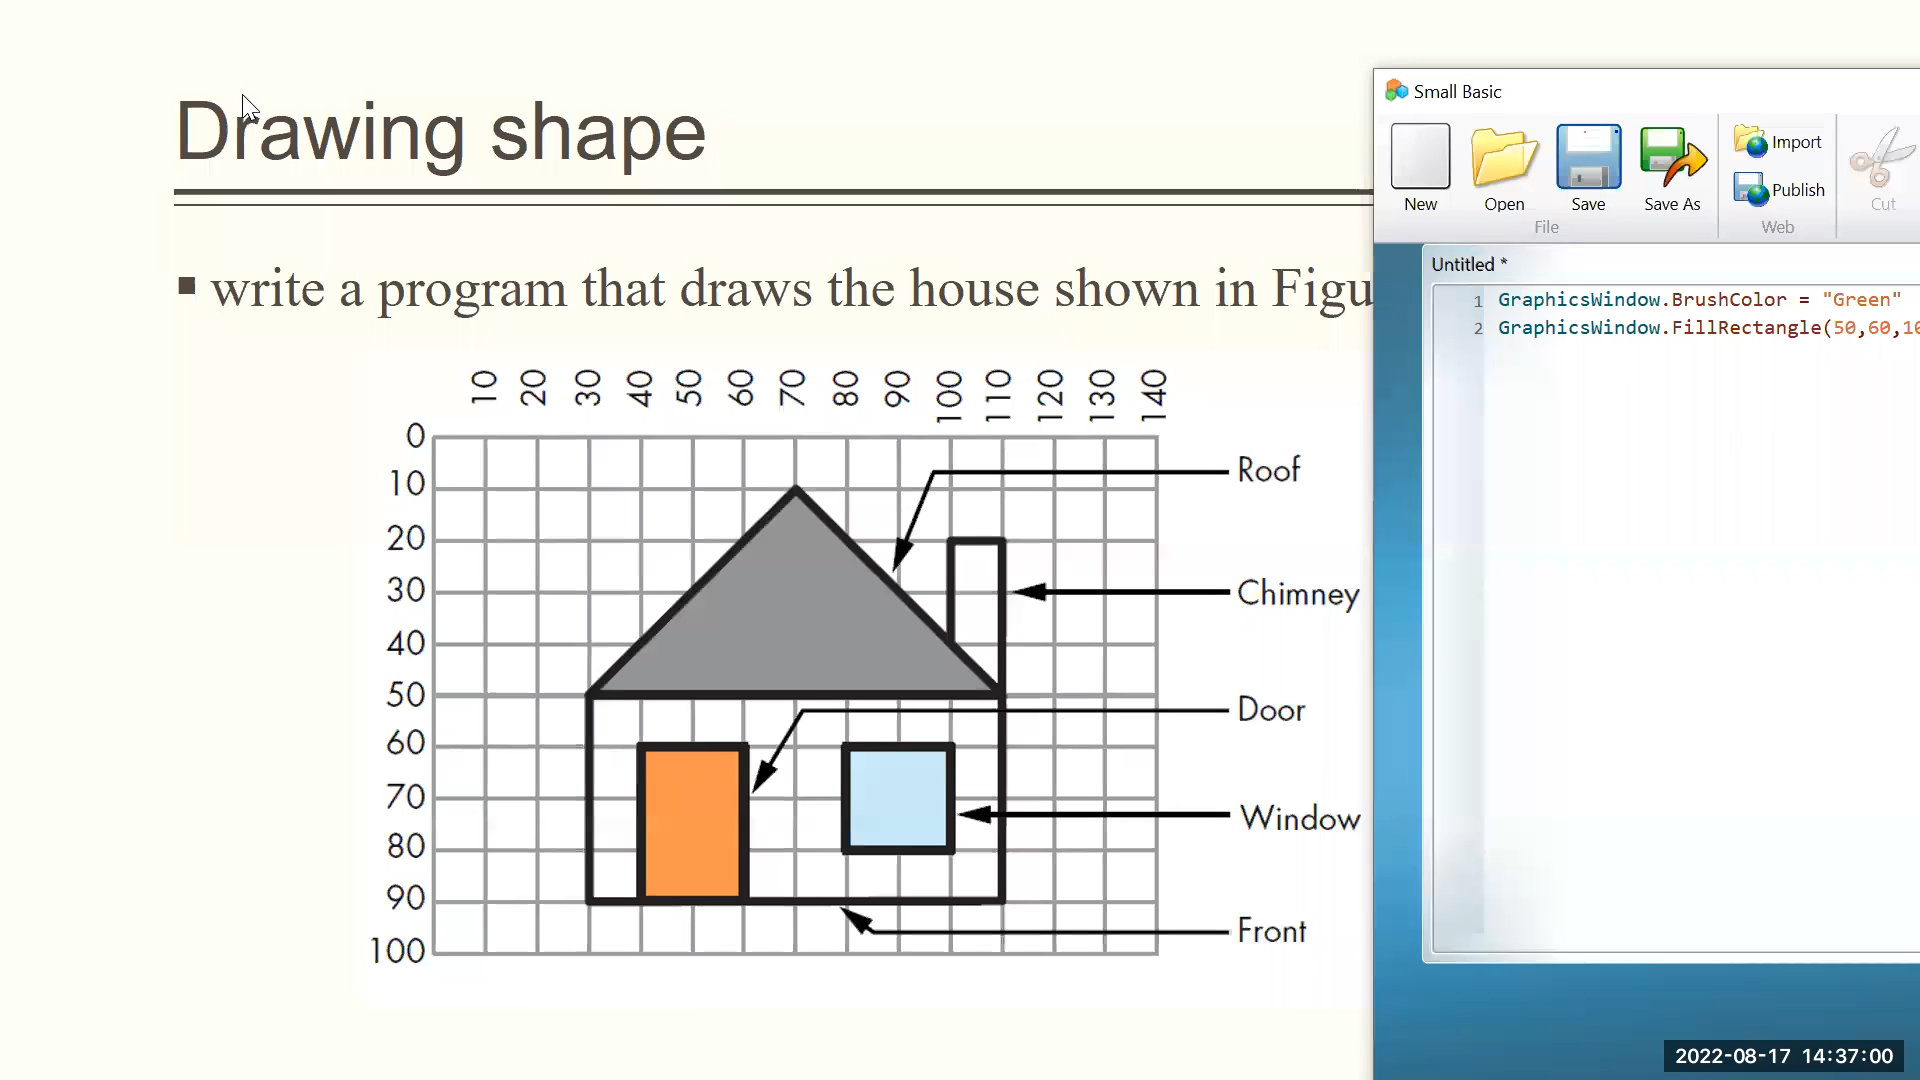 Drawing shape
▪ write a program that draws the house shown in Figu
10 20 30 40 50 60 70 80 90 100 110 120 130 140
0
10
20
30
40
50
60
70
80
90
100
Roof
Chimney
Door
Window
Front
Small Basic
New Open Save Save As Import Publish Cut
File Web
Untitled *
1 GraphicsWindow.BrushColor = "Green"
2 GraphicsWindow.FillRectangle(50,60,10
2022-08-17 14:37:00